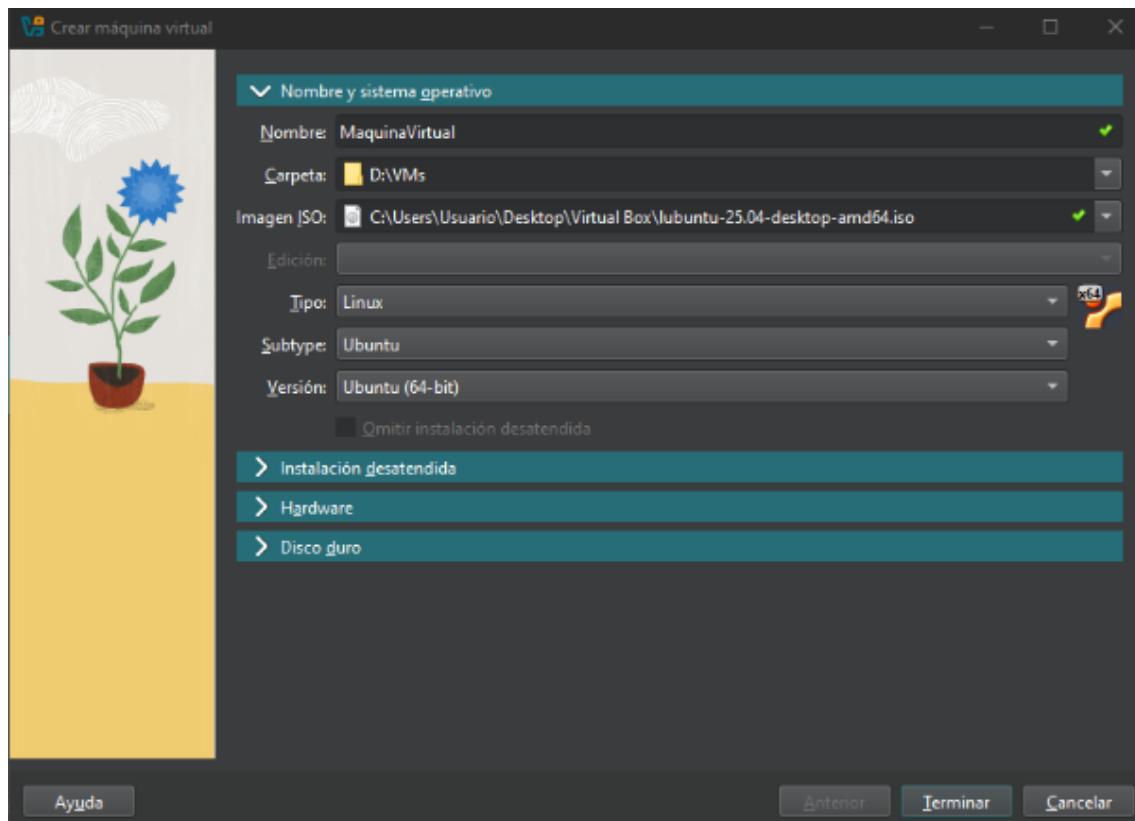 Crear máquina virtual
Nombre y sistema operativo
Nombre: MaquinaVirtual
Carpeta: D:\VMs
Imagen ISO: C:\Users\Usuario\Desktop\Virtual Box\lubuntu-25.04-desktop-amd64.iso
Edición:
Tipo: Linux
x64
Subtype: Ubuntu
Versión: Ubuntu (64-bit)
Omitir instalación desatendida
Instalación desatendida
Hardware
Disco duro
Ayuda Anterior Terminar Cancelar